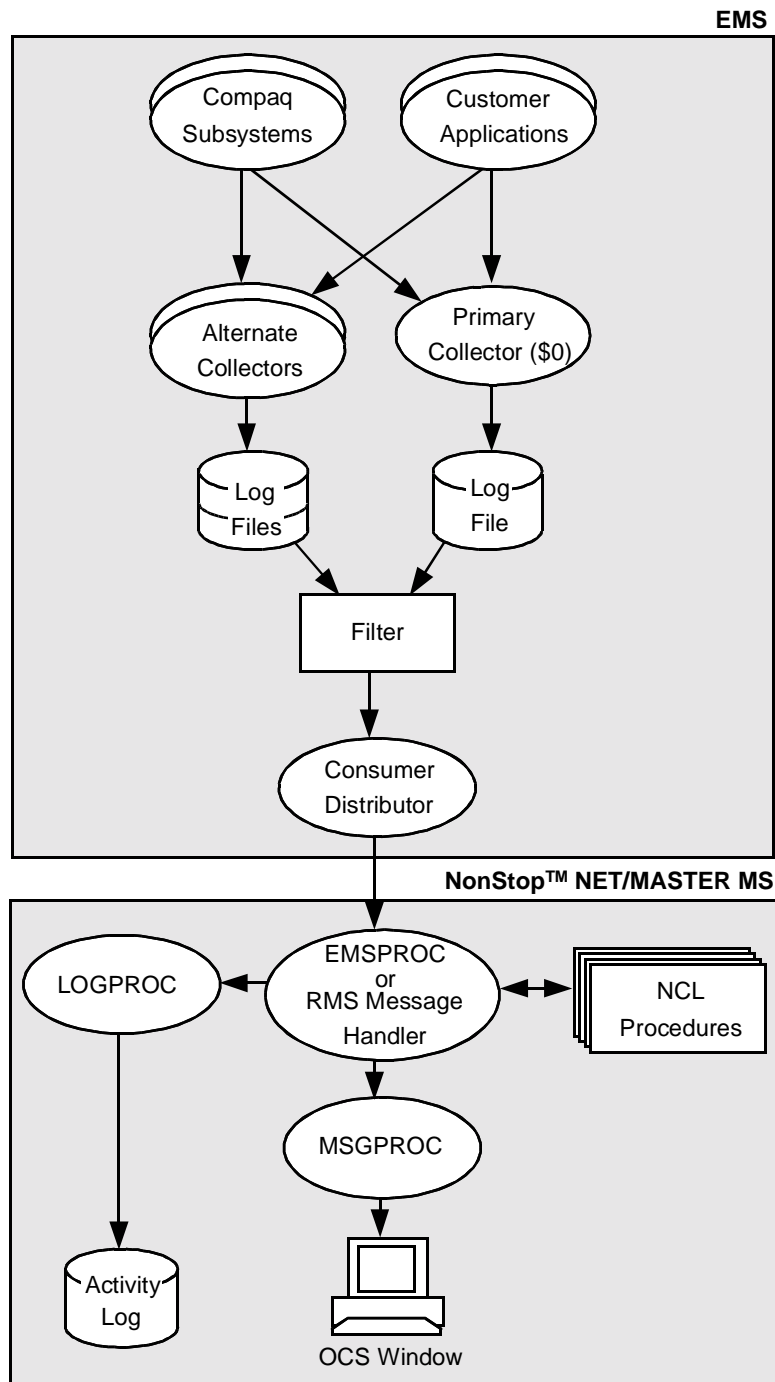 EMS
Compaq
Subsystems
Customer
Applications
Alternate
Collectors
Primary
Collector ($0)
Log
Files
Log
File
Filter
Consumer
Distributor
NonStop™ NET/MASTER MS
LOGPROC
EMSPROC
or
RMS Message
Handler
NCL
Procedures
MSGPROC
Activity
Log
OCS Window